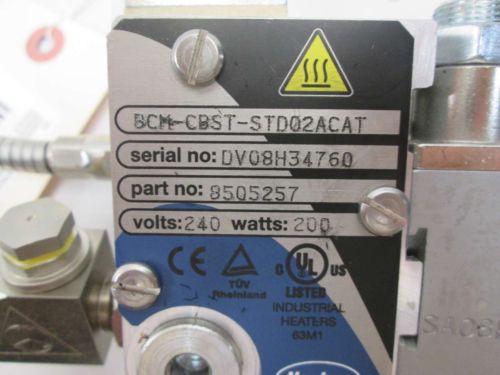 BCM-CBST-STD02ACAT
serial no: DV08H34760
part no: 8505257
volts: 240 watts: 200
CE TÜV Rheinland C UL US
LISTED
INDUSTRIAL
HEATERS
63M1